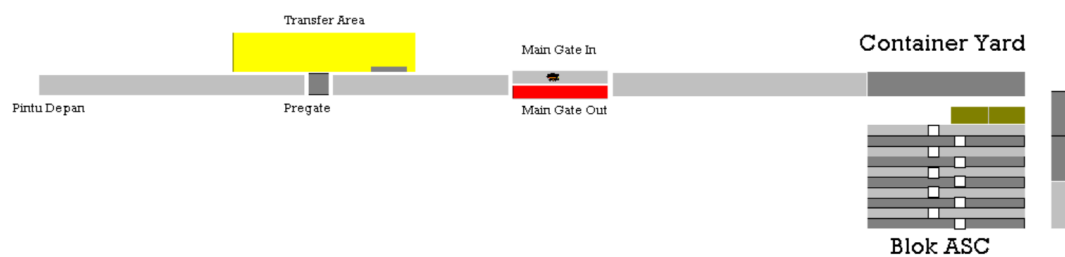 Transfer Area
Main Gate In
Container Yard
Pintu Depan
Pregate
Main Gate Out
Blok ASC